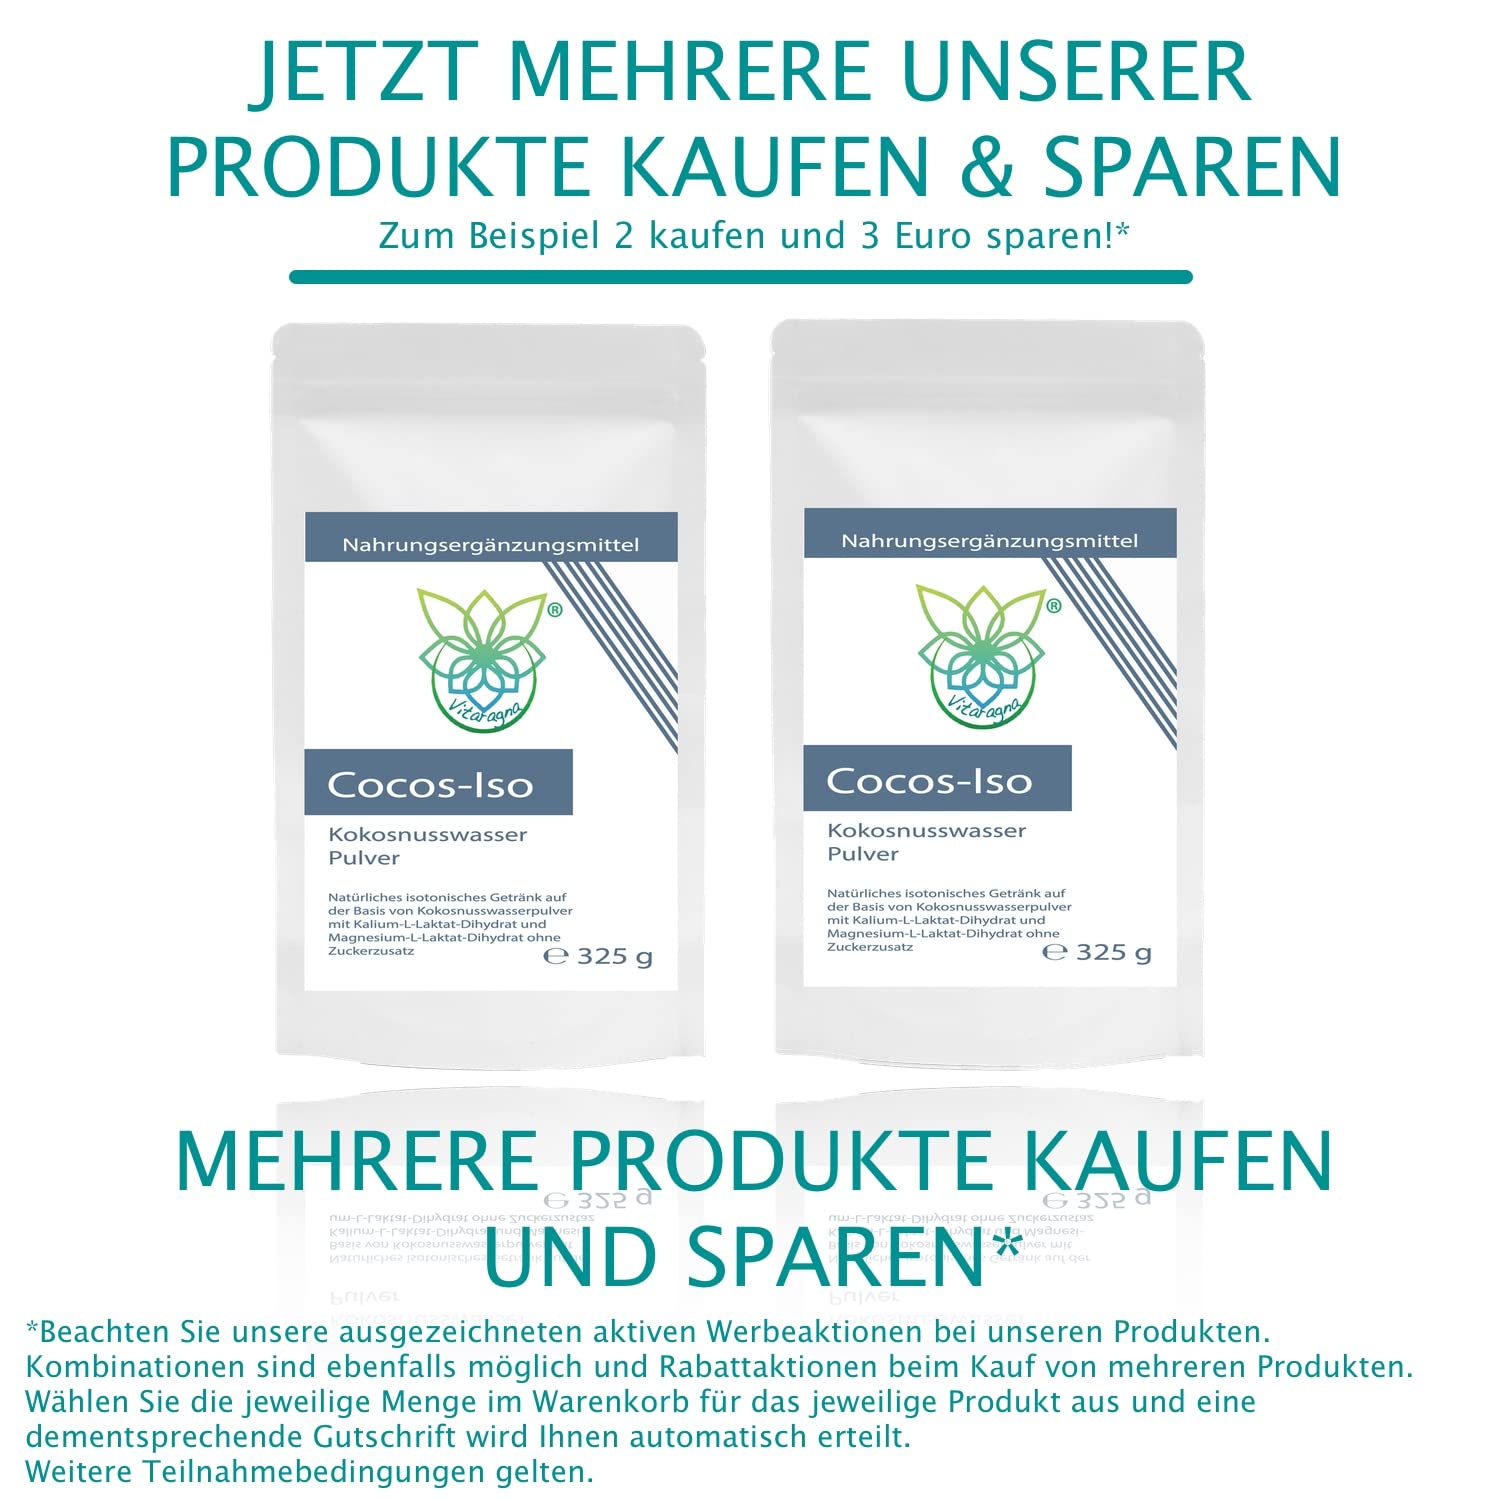 JETZT MEHRERE UNSERER
PRODUKTE KAUFEN & SPAREN
Zum Beispiel 2 kaufen und 3 Euro sparen!*
Nahrungsergänzungsmittel
®
Vitaragna
Cocos-Iso
Kokosnusswasser
Pulver
Natürliches isotonisches Getränk auf
der Basis von Kokosnusswasserpulver
mit Kalium-L-Laktat-Dihydrat und
Magnesium-L-Laktat-Dihydrat ohne
Zuckerzusatz
℮ 325 g
Nahrungsergänzungsmittel
®
Vitaragna
Cocos-Iso
Kokosnusswasser
Pulver
Natürliches isotonisches Getränk auf
der Basis von Kokosnusswasserpulver
mit Kalium-L-Laktat-Dihydrat und
Magnesium-L-Laktat-Dihydrat ohne
Zuckerzusatz
℮ 325 g
MEHRERE PRODUKTE KAUFEN
UND SPAREN*
*Beachten Sie unsere ausgezeichneten aktiven Werbeaktionen bei unseren Produkten.
Kombinationen sind ebenfalls möglich und Rabattaktionen beim Kauf von mehreren Produkten.
Wählen Sie die jeweilige Menge im Warenkorb für das jeweilige Produkt aus und eine
dementsprechende Gutschrift wird Ihnen automatisch erteilt.
Weitere Teilnahmebedingungen gelten.